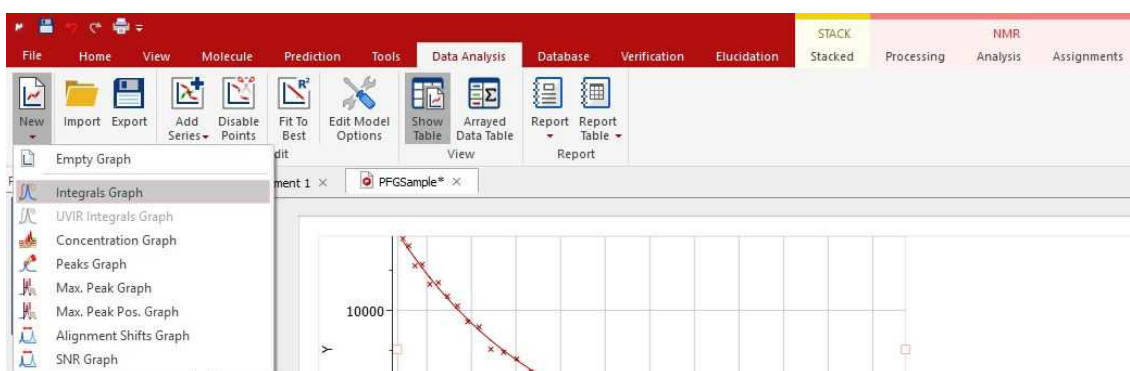 STACK NMR
File Home View Molecule Prediction Tools Data Analysis Database Verification Elucidation Stacked Processing Analysis Assignments
New Import Export Add Series Disable Points Fit To Best Edit Model Options Show Table Arrayed Data Table Report Report Table
dit View Report
Empty Graph
ment 1 × PFGSample* ×
Integrals Graph
UVIR Integrals Graph
Concentration Graph
Peaks Graph
Max. Peak Graph
Max. Peak Pos. Graph
10000
Alignment Shifts Graph
Y
SNR Graph